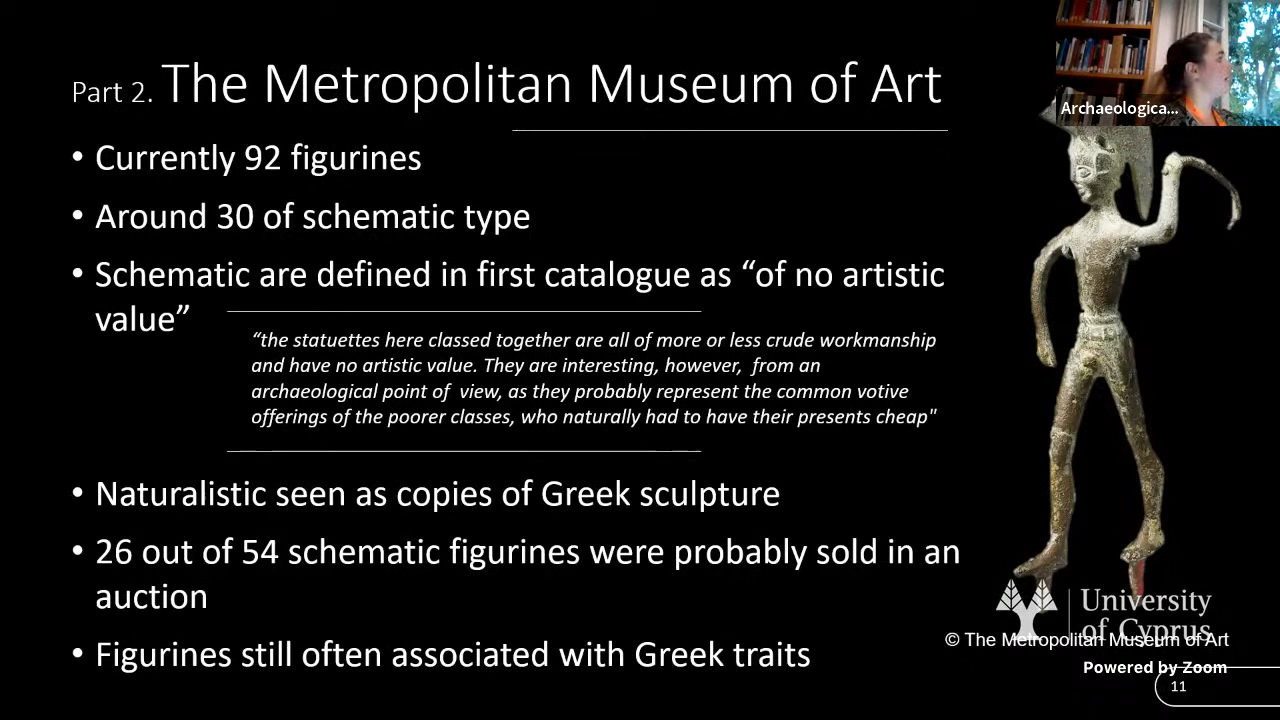 Part 2. The Metropolitan Museum of Art
Archaeologica...
• Currently 92 figurines
• Around 30 of schematic type
• Schematic are defined in first catalogue as “of no artistic
value”
“the statuettes here classed together are all of more or less crude workmanship
and have no artistic value. They are interesting, however, from an
archaeological point of view, as they probably represent the common votive
offerings of the poorer classes, who naturally had to have their presents cheap"
• Naturalistic seen as copies of Greek sculpture
• 26 out of 54 schematic figurines were probably sold in an
auction
• Figurines still often associated with Greek traits
University
of Cyprus
© The Metropolitan Museum of Art
Powered by Zoom
11